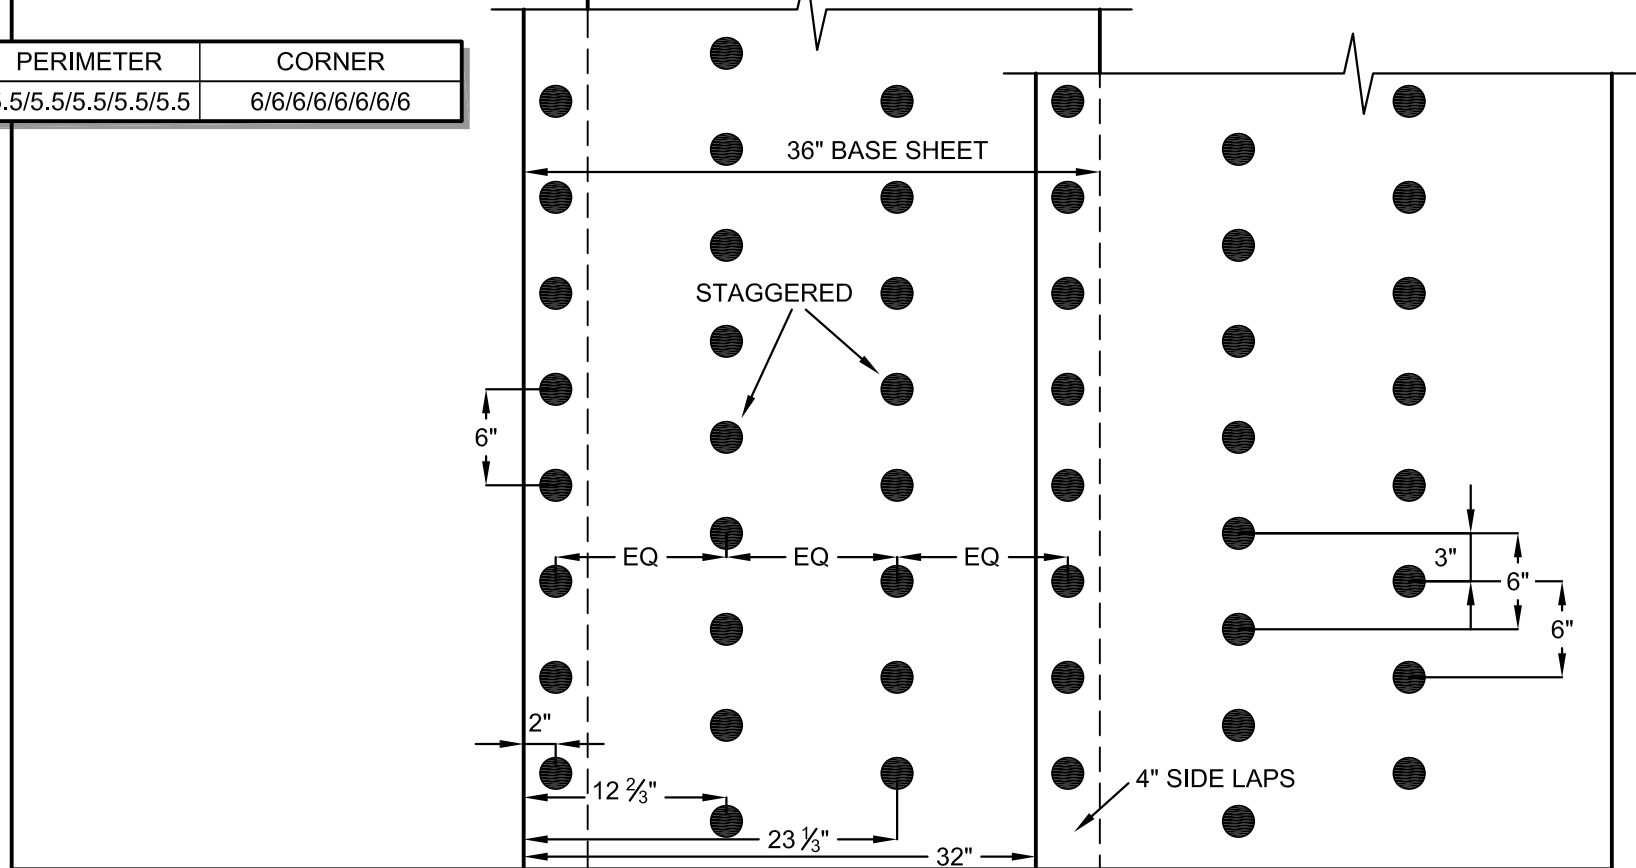 PERIMETER CORNER
5.5/5.5/5.5/5.5/5.5 6/6/6/6/6/6/6/6
36" BASE SHEET
STAGGERED
6"
EQ EQ EQ
3"
6"
6"
2"
12 ⅔"
4" SIDE LAPS
23 ⅓"
32"